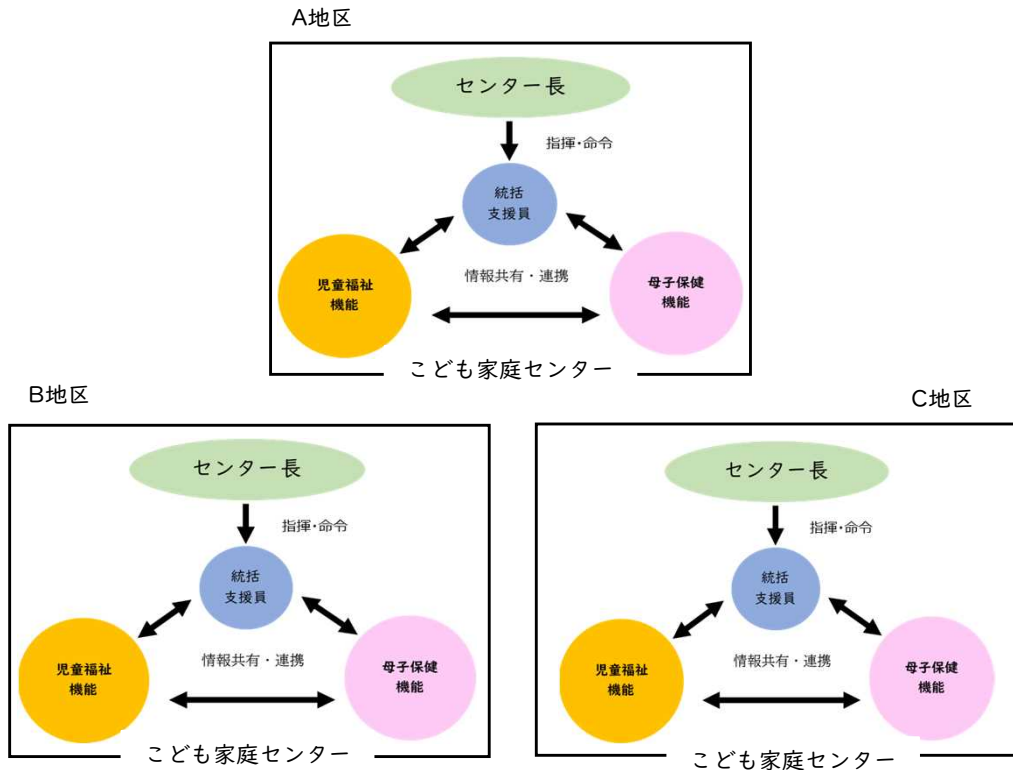 A地区
センター長
指揮・命令
統括
支援員
情報共有・連携
児童福祉
機能
母子保健
機能
こども家庭センター
B地区
センター長
指揮・命令
統括
支援員
情報共有・連携
児童福祉
機能
母子保健
機能
こども家庭センター
C地区
センター長
指揮・命令
統括
支援員
情報共有・連携
児童福祉
機能
母子保健
機能
こども家庭センター